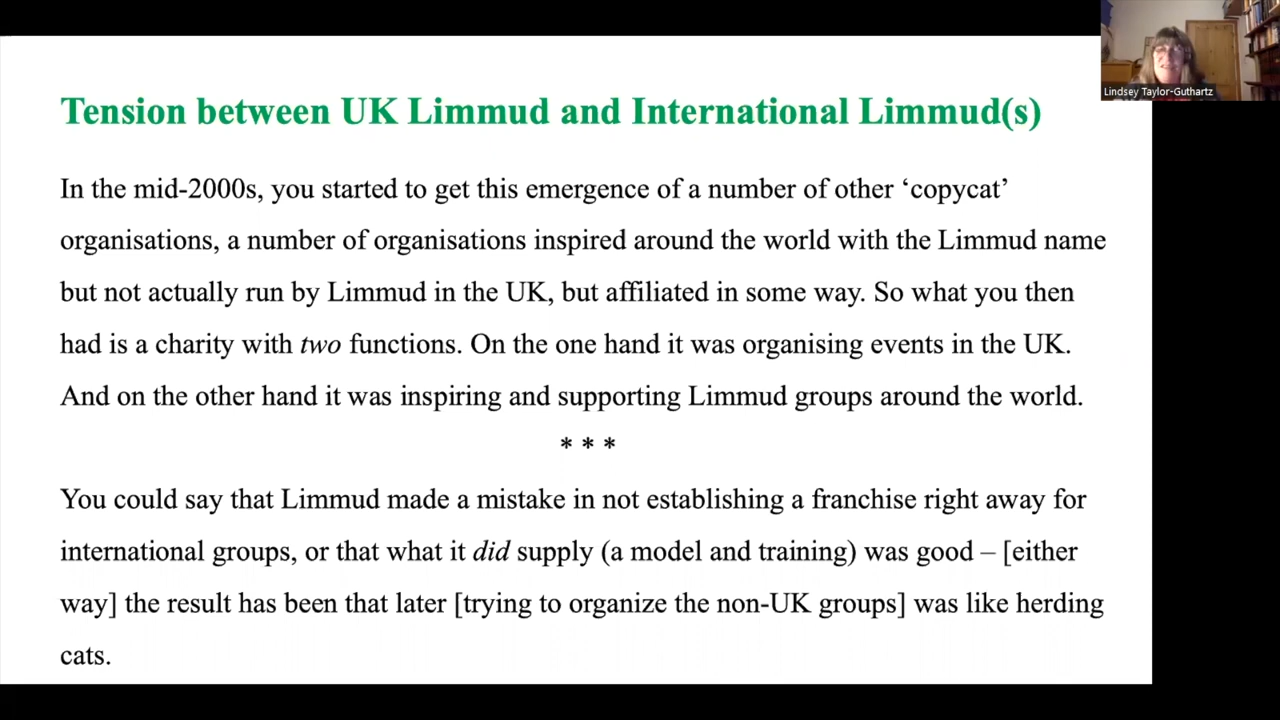 Lindsey Taylor-Guthartz
Tension between UK Limmud and International Limmud(s)
In the mid-2000s, you started to get this emergence of a number of other ‘copycat’
organisations, a number of organisations inspired around the world with the Limmud name
but not actually run by Limmud in the UK, but affiliated in some way. So what you then
had is a charity with two functions. On the one hand it was organising events in the UK.
And on the other hand it was inspiring and supporting Limmud groups around the world.
* * *
You could say that Limmud made a mistake in not establishing a franchise right away for
international groups, or that what it did supply (a model and training) was good – [either
way] the result has been that later [trying to organize the non-UK groups] was like herding
cats.